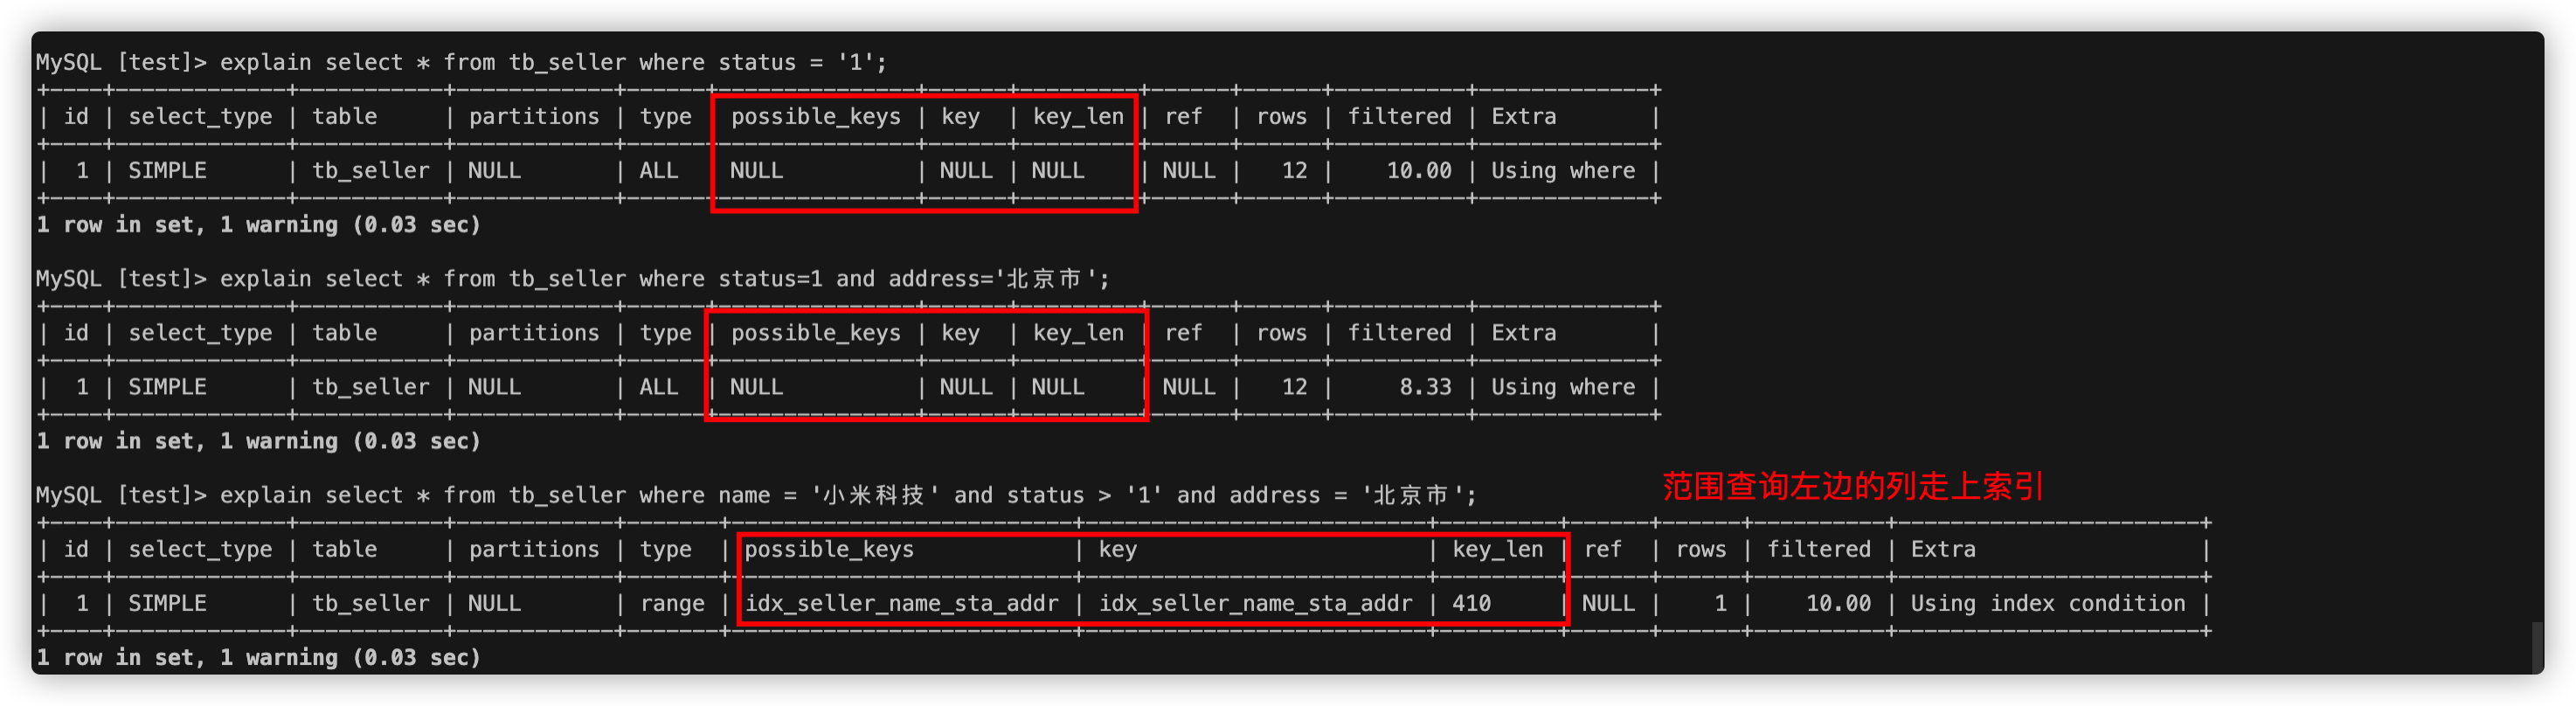 MySQL [test]> explain select * from tb_seller where status = '1';
+----+-------------+-----------+------------+------+---------------+------+---------+------+------+----------+-------------+
| id | select_type | table     | partitions | type | possible_keys | key  | key_len | ref  | rows | filtered | Extra       |
+----+-------------+-----------+------------+------+---------------+------+---------+------+------+----------+-------------+
|  1 | SIMPLE      | tb_seller | NULL       | ALL  | NULL          | NULL | NULL    | NULL |   12 |    10.00 | Using where |
+----+-------------+-----------+------------+------+---------------+------+---------+------+------+----------+-------------+
1 row in set, 1 warning (0.03 sec)
MySQL [test]> explain select * from tb_seller where status=1 and address='北京市';
+----+-------------+-----------+------------+------+---------------+------+---------+------+------+----------+-------------+
| id | select_type | table     | partitions | type | possible_keys | key  | key_len | ref  | rows | filtered | Extra       |
+----+-------------+-----------+------------+------+---------------+------+---------+------+------+----------+-------------+
|  1 | SIMPLE      | tb_seller | NULL       | ALL  | NULL          | NULL | NULL    | NULL |   12 |     8.33 | Using where |
+----+-------------+-----------+------------+------+---------------+------+---------+------+------+----------+-------------+
1 row in set, 1 warning (0.03 sec)
MySQL [test]> explain select * from tb_seller where name = '小米科技' and status > '1' and address = '北京市';
范围查询左边的列走上索引
+----+-------------+-----------+------------+-------+--------------------------+--------------------------+---------+------+------+----------+-----------------------+
| id | select_type | table     | partitions | type  | possible_keys            | key                      | key_len | ref  | rows | filtered | Extra                 |
+----+-------------+-----------+------------+-------+--------------------------+--------------------------+---------+------+------+----------+-----------------------+
|  1 | SIMPLE      | tb_seller | NULL       | range | idx_seller_name_sta_addr | idx_seller_name_sta_addr | 410     | NULL |    1 |    10.00 | Using index condition |
+----+-------------+-----------+------------+-------+--------------------------+--------------------------+---------+------+------+----------+-----------------------+
1 row in set, 1 warning (0.03 sec)